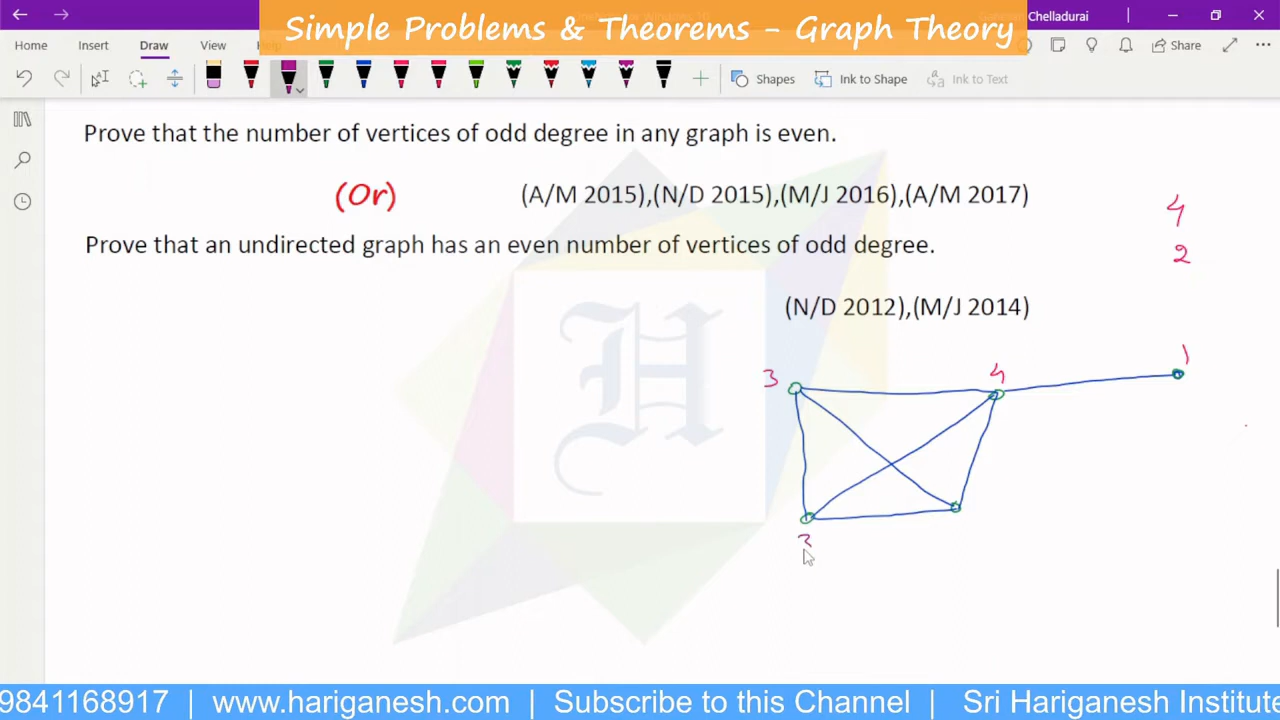 Simple Problems & Theorems - Graph Theory
Chelladurai
Home Insert Draw View
Share
Shapes Ink to Shape Ink to Text
Prove that the number of vertices of odd degree in any graph is even.
(Or) (A/M 2015),(N/D 2015),(M/J 2016),(A/M 2017)
4
Prove that an undirected graph has an even number of vertices of odd degree.
2
(N/D 2012),(M/J 2014)
H
1
3 4
3
9841168917 | www.hariganesh.com | Subscribe to this Channel | Sri Hariganesh Institute